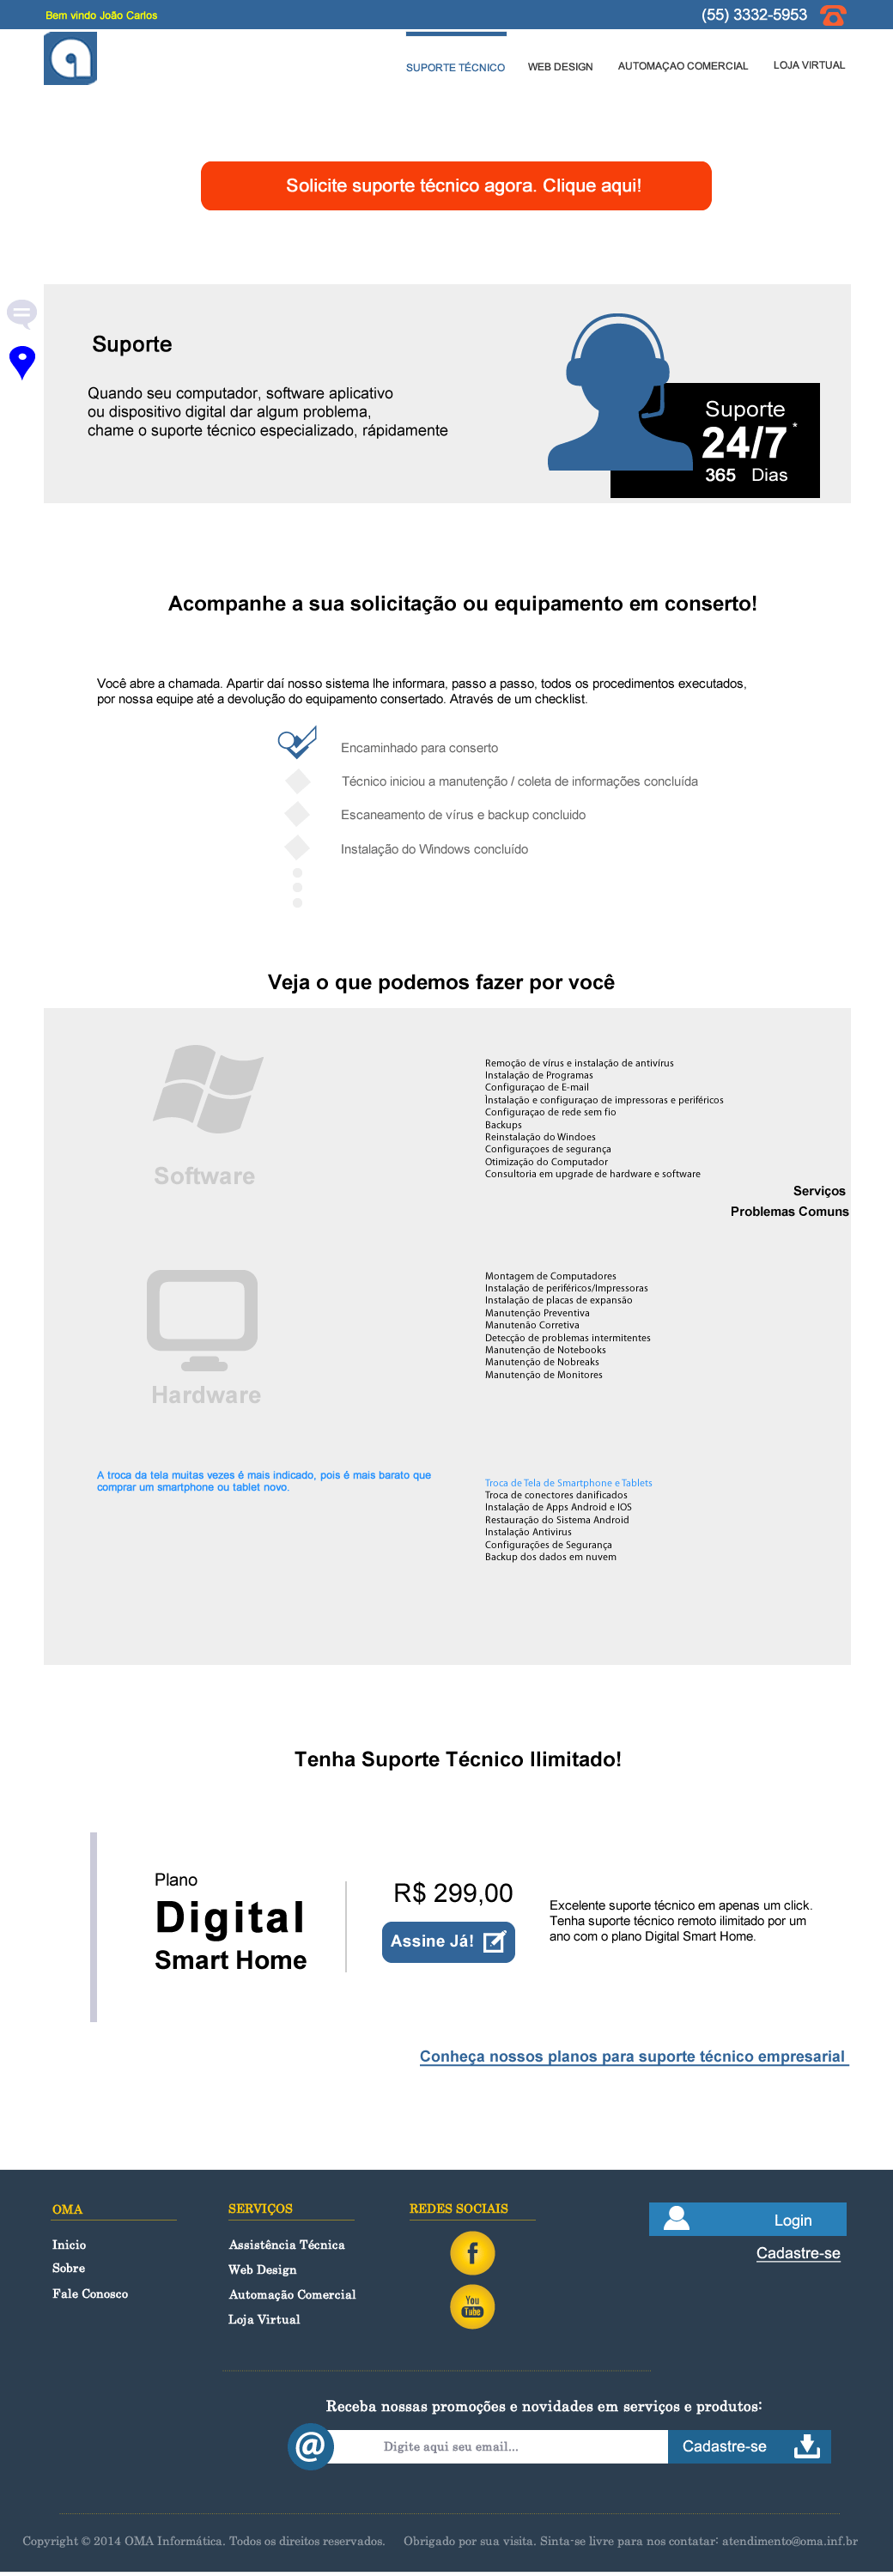 Bem vindo João Carlos
(55) 3332-5953
SUPORTE TÉCNICO
WEB DESIGN
AUTOMAÇAO COMERCIAL
LOJA VIRTUAL
Solicite suporte técnico agora. Clique aqui!
Suporte
Quando seu computador, software aplicativo
ou dispositivo digital dar algum problema,
chame o suporte técnico especializado, rápidamente
Suporte
24/7 *
365 Dias
Acompanhe a sua solicitação ou equipamento em conserto!
Você abre a chamada. Apartir daí nosso sistema lhe informara, passo a passo, todos os procedimentos executados,
por nossa equipe até a devolução do equipamento consertado. Através de um checklist.
Encaminhado para conserto
Técnico iniciou a manutenção / coleta de informações concluída
Escaneamento de vírus e backup concluido
Instalação do Windows concluído
Veja o que podemos fazer por você
Software
Remoção de vírus e instalação de antivírus
Instalação de Programas
Configuraçao de E-mail
Ìnstalação e configuraçao de impressoras e periféricos
Configuraçao de rede sem fio
Backups
Reinstalação do Windoes
Configuraçoes de segurança
Otimização do Computador
Consultoria em upgrade de hardware e software
Serviços
Problemas Comuns
Hardware
Montagem de Computadores
Instalação de periféricos/Impressoras
Instalação de placas de expansão
Manutenção Preventiva
Manutenão Corretiva
Detecção de problemas intermitentes
Manutenção de Notebooks
Manutenção de Nobreaks
Manutenção de Monitores
A troca da tela muitas vezes é mais indicado, pois é mais barato que
comprar um smartphone ou tablet novo.
Troca de Tela de Smartphone e Tablets
Troca de conectores danificados
Instalação de Apps Android e IOS
Restauração do Sistema Android
Instalação Antivirus
Configurações de Segurança
Backup dos dados em nuvem
Tenha Suporte Técnico Ilimitado!
Plano
Digital
Smart Home
R$ 299,00
Assine Já!
Excelente suporte técnico em apenas um click.
Tenha suporte técnico remoto ilimitado por um
ano com o plano Digital Smart Home.
Conheça nossos planos para suporte técnico empresarial
OMA
Inicio
Sobre
Fale Conosco
SERVIÇOS
Assistência Técnica
Web Design
Automação Comercial
Loja Virtual
REDES SOCIAIS
f
You
Tube
Login
Cadastre-se
Receba nossas promoções e novidades em serviços e produtos:
@
Digite aqui seu email...
Cadastre-se
Copyright © 2014 OMA Informática. Todos os direitos reservados.
Obrigado por sua visita. Sinta-se livre para nos contatar: atendimento@oma.inf.br